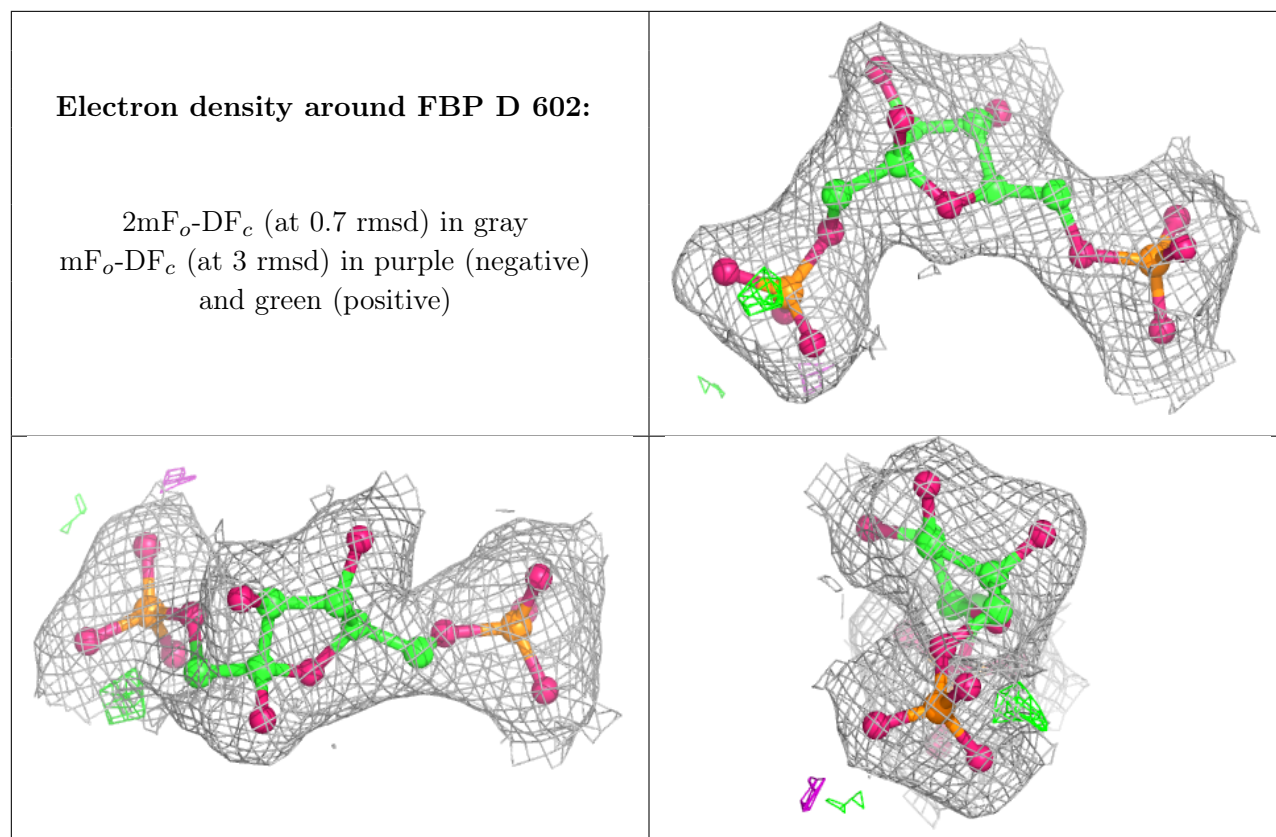 Electron density around FBP D 602:
2mFo-DFc (at 0.7 rmsd) in gray
mFo-DFc (at 3 rmsd) in purple (negative)
and green (positive)